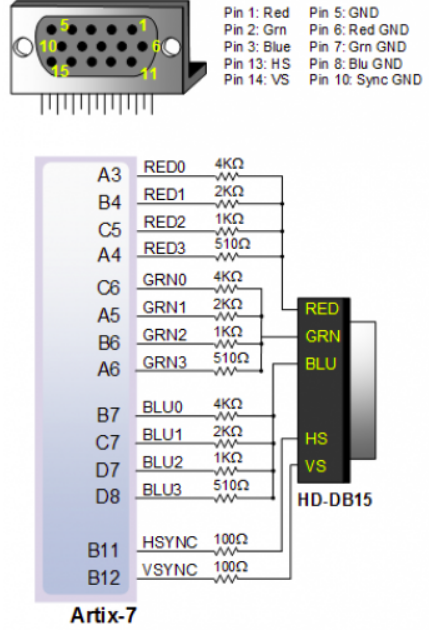 Pin 1: Red Pin 5: GND
Pin 2: Grn Pin 6: Red GND
Pin 3: Blue Pin 7: Grn GND
Pin 13: HS Pin 8: Blu GND
Pin 14: VS Pin 10: Sync GND
5 1
10 6
15 11
A3 RED0 4KΩ
B4 RED1 2KΩ
C5 RED2 1KΩ
A4 RED3 510Ω
C6 GRN0 4KΩ
A5 GRN1 2KΩ
B6 GRN2 1KΩ
A6 GRN3 510Ω
B7 BLU0 4KΩ
C7 BLU1 2KΩ
D7 BLU2 1KΩ
D8 BLU3 510Ω
B11 HSYNC 100Ω
B12 VSYNC 100Ω
RED
GRN
BLU
HS
VS
HD-DB15
Artix-7